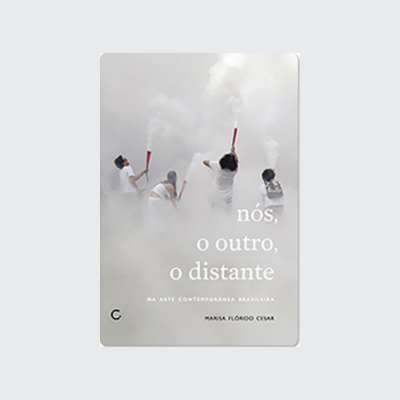 nós,
o outro,
o distante
NA ARTE CONTEMPORÂNEA BRASILEIRA
MARISA FLÓRIDO CESAR